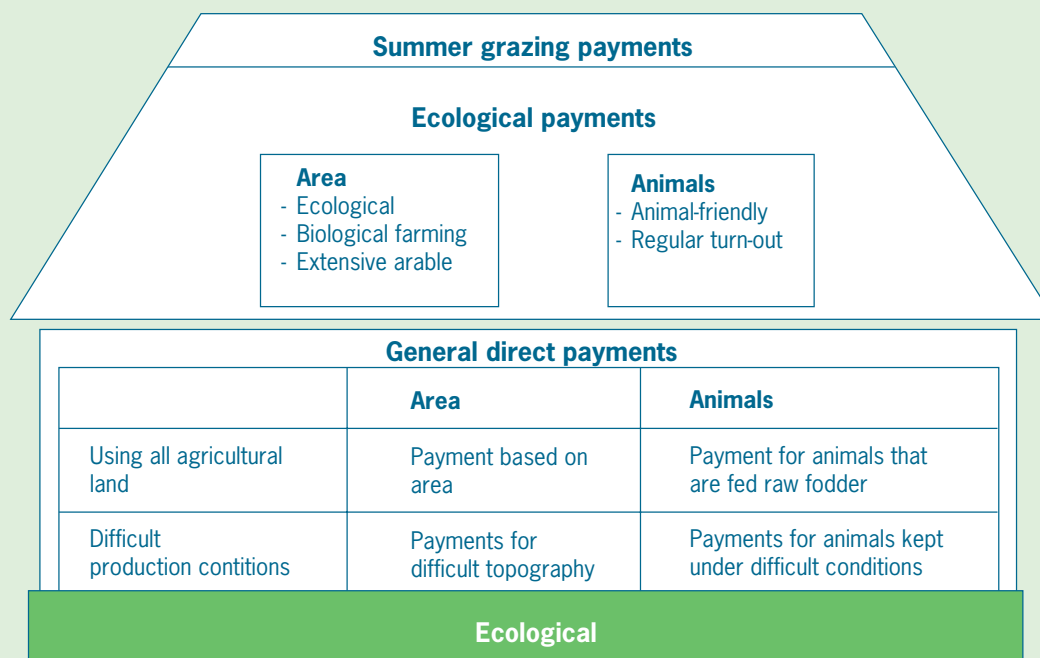 Summer grazing payments
Ecological payments
Area
- Ecological
- Biological farming
- Extensive arable
Animals
- Animal-friendly
- Regular turn-out
General direct payments
Area
Animals
Using all agricultural
land
Payment based on
area
Payment for animals that
are fed raw fodder
Difficult
production contitions
Payments for
difficult topography
Payments for animals kept
under difficult conditions
Ecological